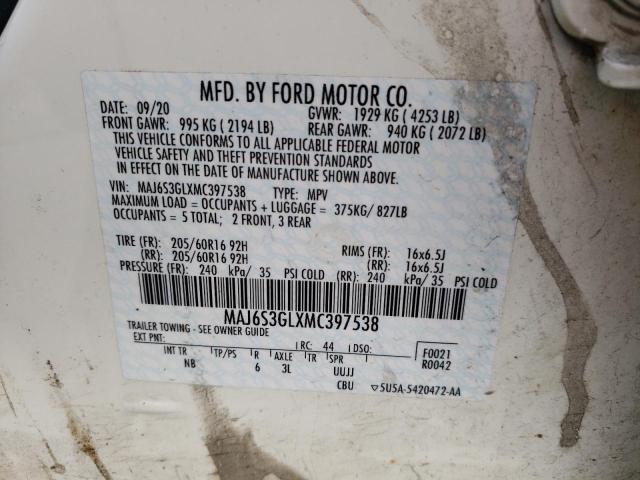 MFD. BY FORD MOTOR CO.
DATE: 09/20 GVWR: 1929 KG ( 4253 LB)
FRONT GAWR: 995 KG ( 2194 LB) REAR GAWR: 940 KG ( 2072 LB)
THIS VEHICLE CONFORMS TO ALL APPLICABLE FEDERAL MOTOR
VEHICLE SAFETY AND THEFT PREVENTION STANDARDS
IN EFFECT ON THE DATE OF MANUFACTURE SHOWN ABOVE.
VIN: MAJ6S3GLXMC397538 TYPE: MPV
MAXIMUM LOAD = OCCUPANTS + LUGGAGE = 375KG/ 827LB
OCCUPANTS = 5 TOTAL; 2 FRONT, 3 REAR
TIRE (FR): 205/60R16 92H RIMS (FR): 16x6.5J
(RR): 205/60R16 92H (RR): 16x6.5J
PRESSURE (FR): 240 kPa/ 35 PSI COLD (RR): 240 kPa/ 35 PSI COLD
MAJ6S3GLXMC397538
TRAILER TOWING - SEE OWNER GUIDE
EXT PNT: RC: 44 DSO: F0021
R0042
INT TR TP/PS R AXLE TR SPR
NB 6 3L UUJJ
CBU 5U5A-5420472-AA